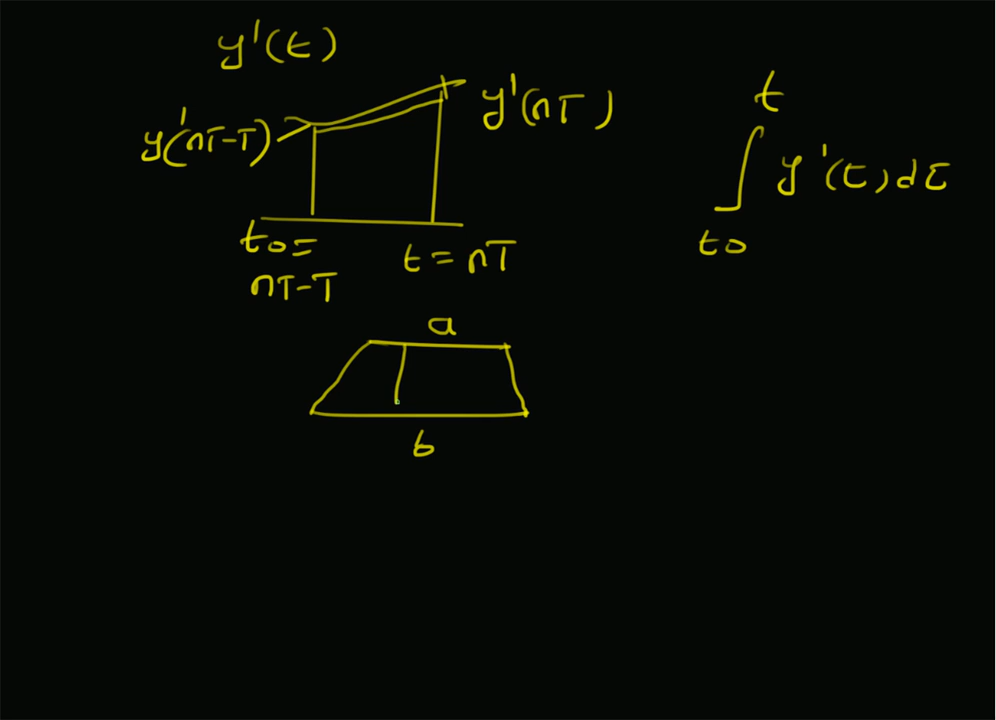 y'(t)
y'(nT-T)
y'(nT)
t0=
nT-T
t=nT
t
∫ y'(t)dτ
t0
a
b